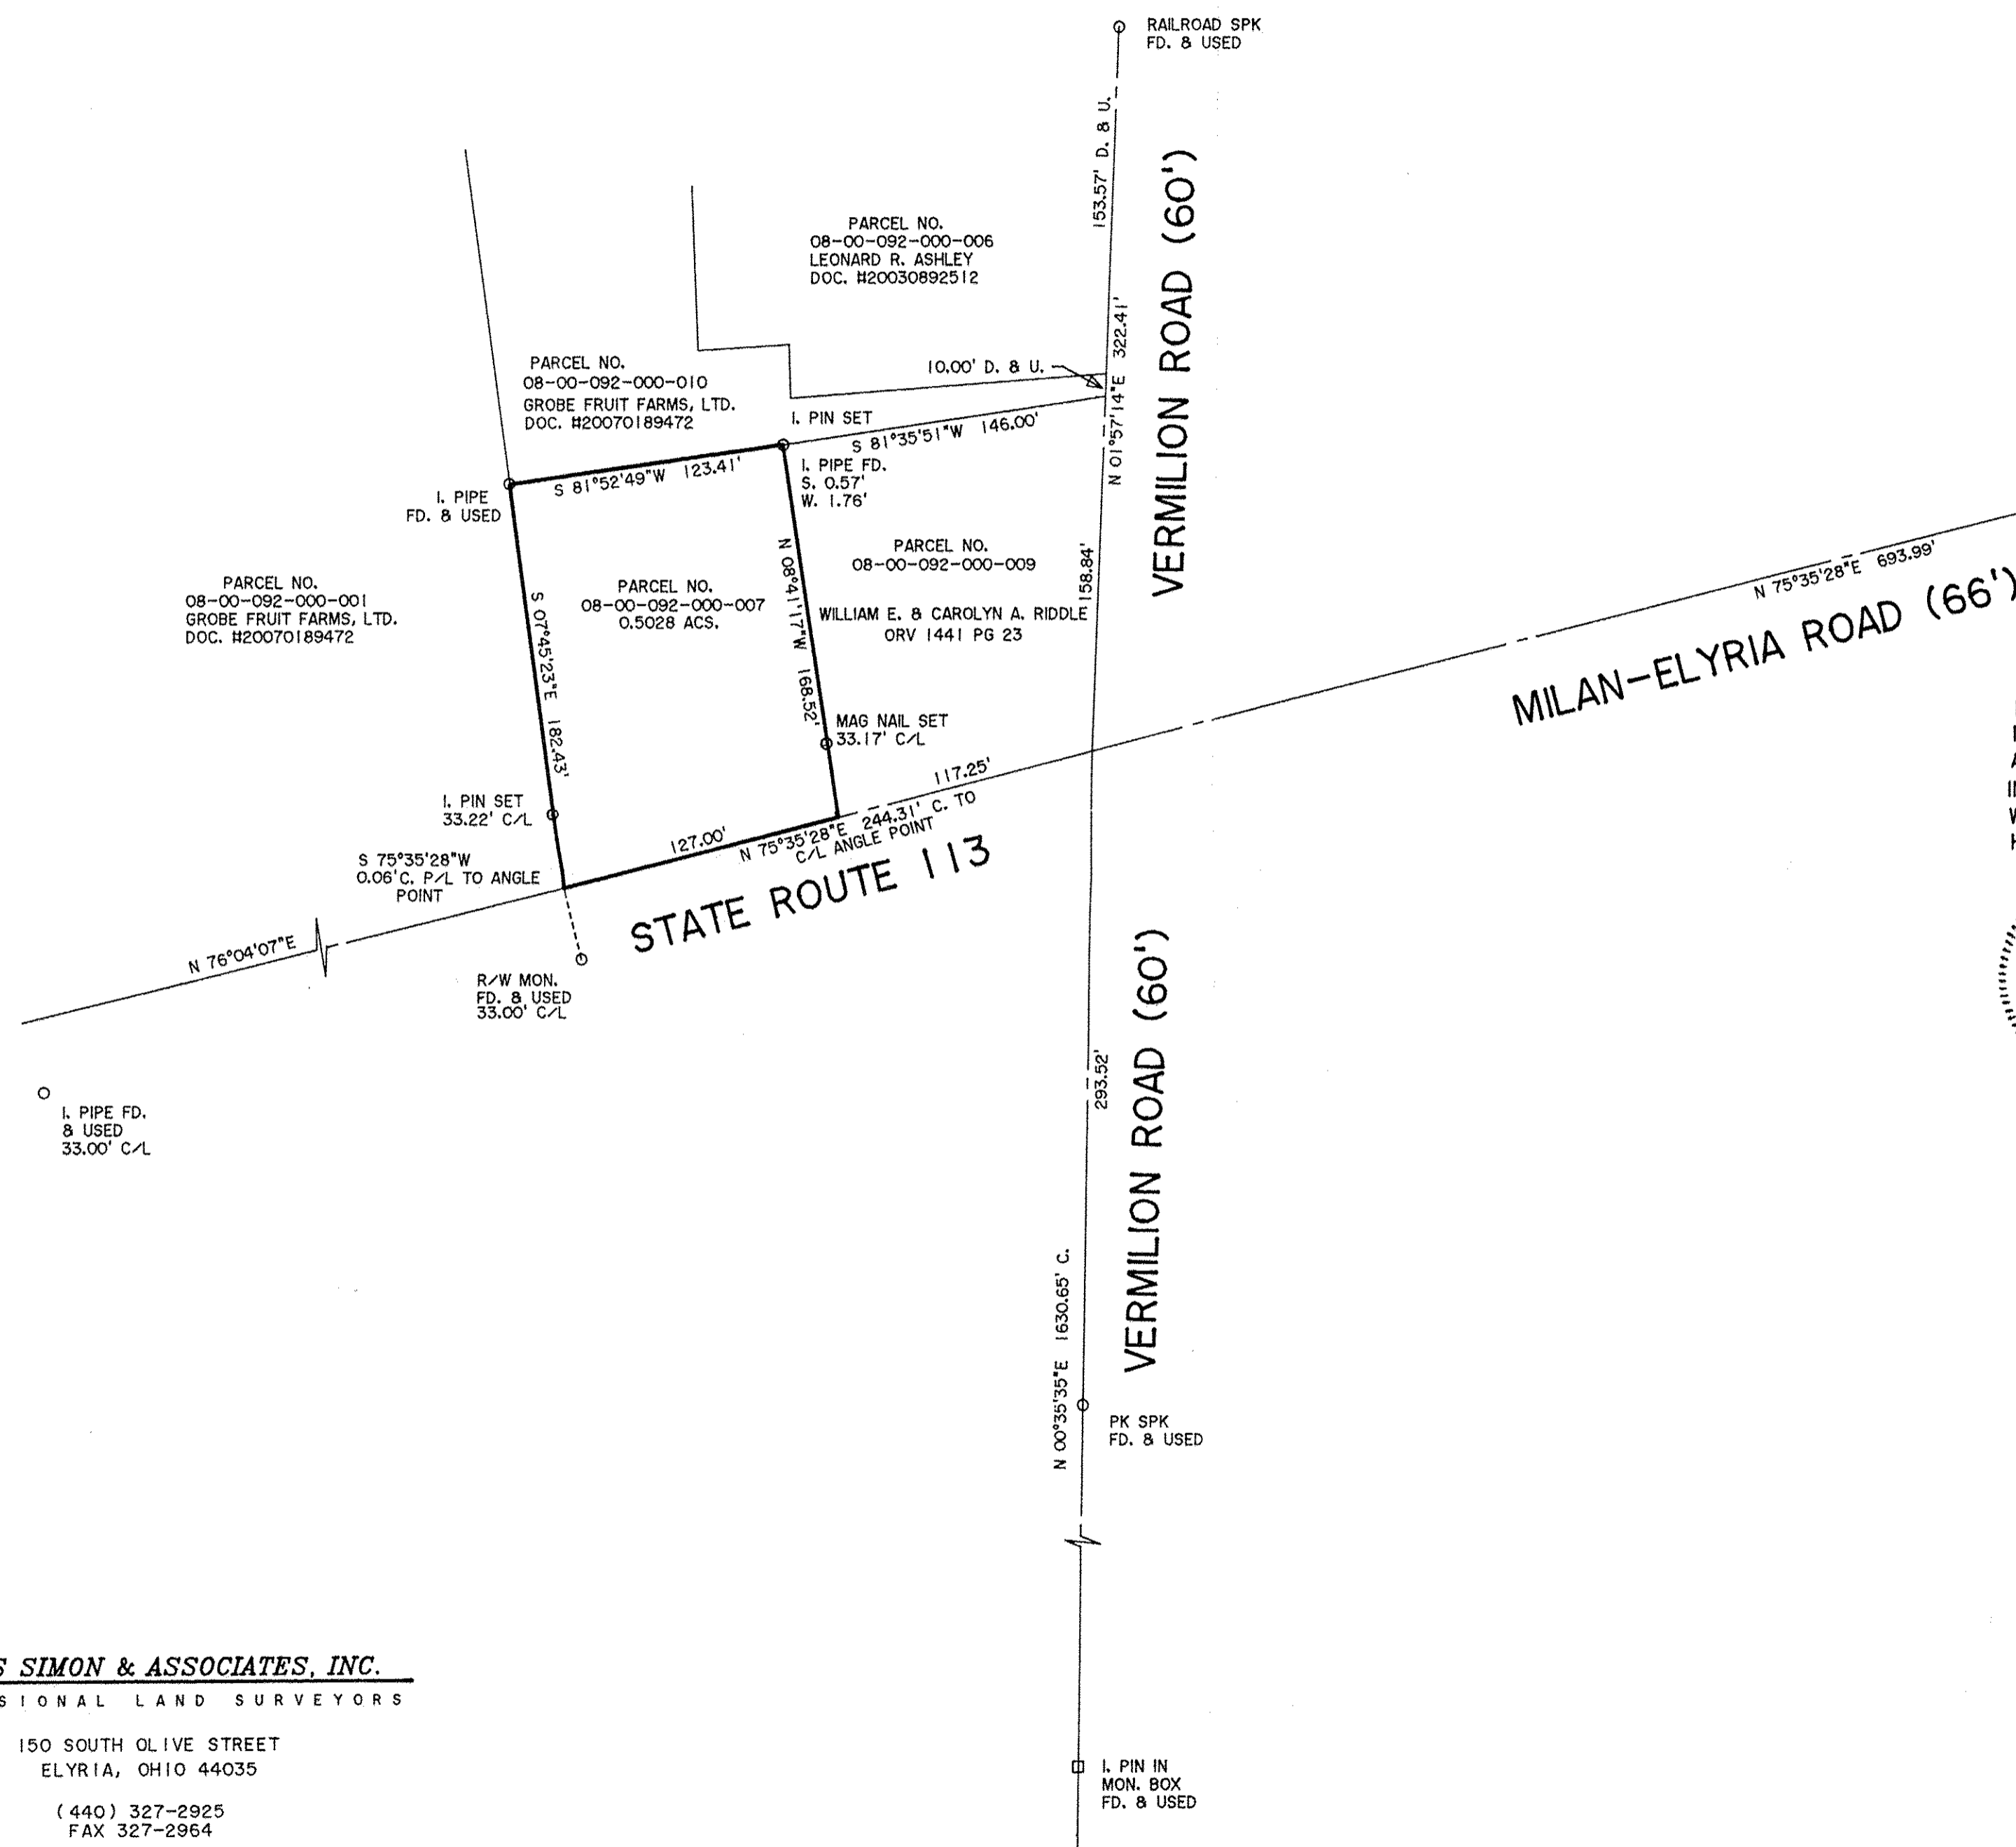 RAILROAD SPK
FD. & USED
153.57' D. & U.
VERMILION ROAD (60')
PARCEL NO.
08-00-092-000-006
LEONARD R. ASHLEY
DOC. #20030892512
N 01°57'14"E 322.41'
10.00' D. & U.
PARCEL NO.
08-00-092-000-010
GROBE FRUIT FARMS, LTD.
DOC. #20070189472
I. PIN SET
S 81°35'51"W 146.00'
S 81°52'49"W 123.41'
I. PIPE FD.
S. 0.57'
W. 1.76'
I. PIPE
FD. & USED
PARCEL NO.
08-00-092-000-009
WILLIAM E. & CAROLYN A. RIDDLE
ORV 1441 PG 23
158.84'
PARCEL NO.
08-00-092-000-001
GROBE FRUIT FARMS, LTD.
DOC. #20070189472
PARCEL NO.
08-00-092-000-007
0.5028 ACS.
S 07°45'23"E 182.43'
N 08°41'17"W 168.52'
N 75°35'28"E 693.99'
MILAN-ELYRIA ROAD (66')
MAG NAIL SET
33.17' C/L
I. PIN SET
33.22' C/L
117.25'
127.00'
N 75°35'28"E 244.31' C. TO
C/L ANGLE POINT
S 75°35'28"W
0.06'C. P/L TO ANGLE
POINT
STATE ROUTE 113
N 76°04'07"E
R/W MON.
FD. & USED
33.00' C/L
I. PIPE FD.
& USED
33.00' C/L
293.52'
VERMILION ROAD (60')
N 00°35'35"E 1630.65' C.
PK SPK
FD. & USED
S SIMON & ASSOCIATES, INC.
SIONAL LAND SURVEYORS
150 SOUTH OLIVE STREET
ELYRIA, OHIO 44035
(440) 327-2925
FAX 327-2964
I. PIN IN
MON. BOX
FD. & USED